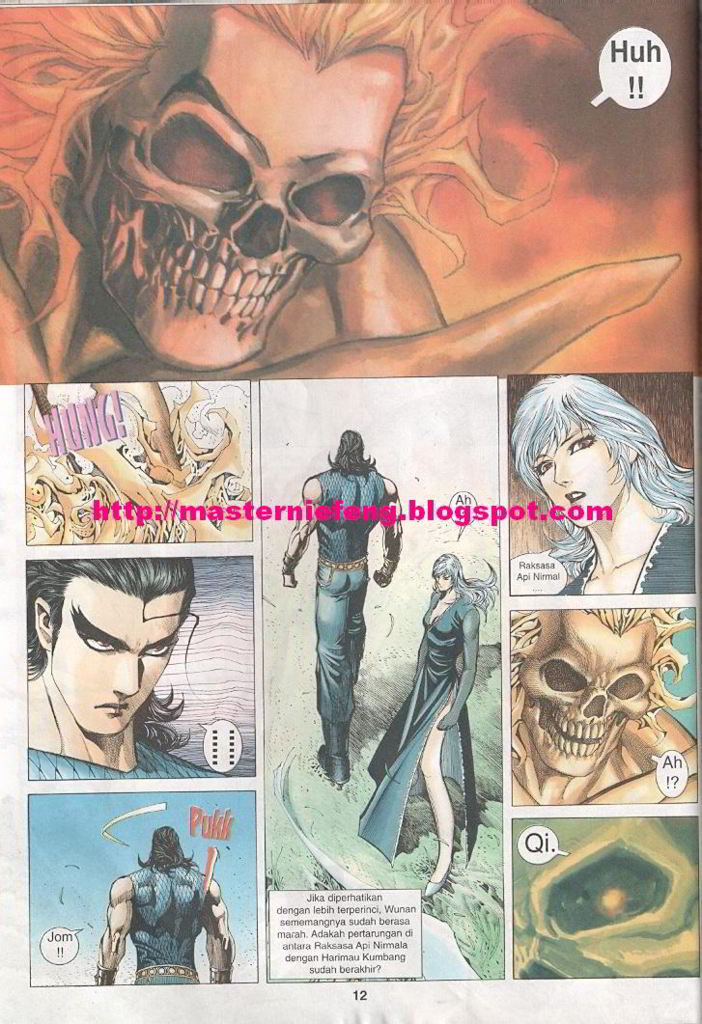 Huh
!!
HUNG!
http://masterniefeng.blogspot.com
Ah
Raksasa
Api Nirmal
....
Ah
!?
Pukk
Qi.
Jom
!!
Jika diperhatikan
dengan lebih terperinci, Wunan
sememangnya sudah berasa
marah. Adakah pertarungan di
antara Raksasa Api Nirmala
dengan Harimau Kumbang
sudah berakhir?
12